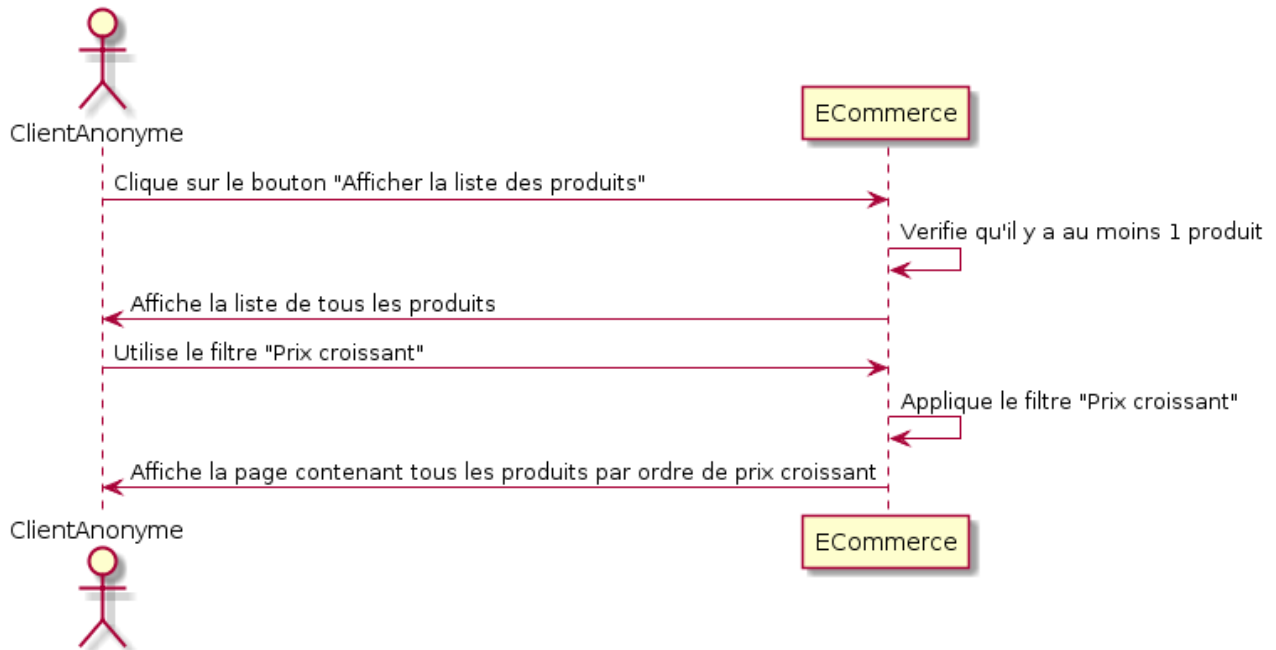 ClientAnonyme
ECommerce
Clique sur le bouton "Afficher la liste des produits"
Verifie qu'il y a au moins 1 produit
Affiche la liste de tous les produits
Utilise le filtre "Prix croissant"
Applique le filtre "Prix croissant"
Affiche la page contenant tous les produits par ordre de prix croissant
ClientAnonyme
ECommerce